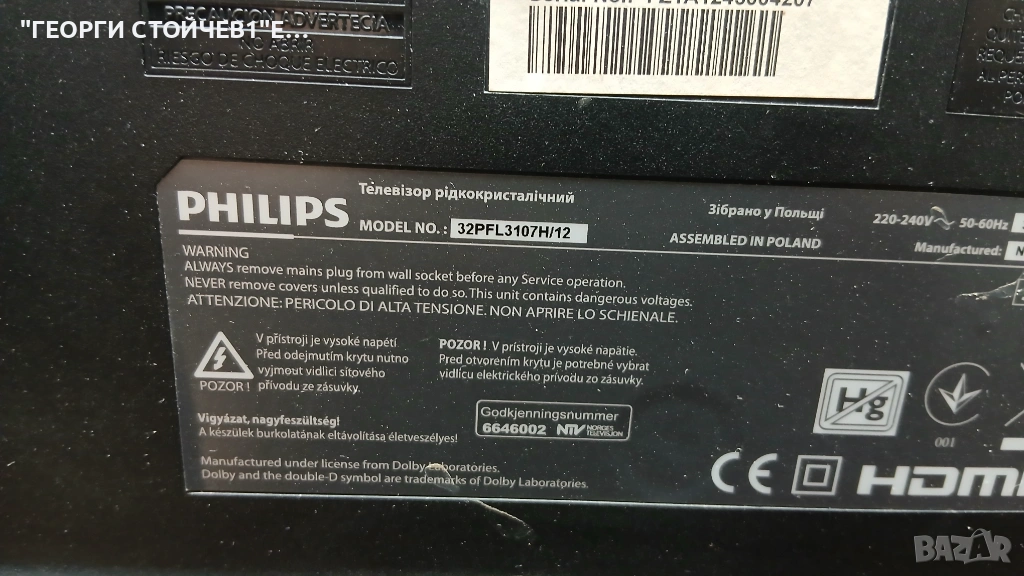 "ГЕОРГИ СТОЙЧЕВ1"Е...
PRECAUCION ADVERTECIA
NO ABRIR
RIESGO DE CHOQUE ELECTRICO
PHILIPS
Телевізор рідкокристалічний
MODEL NO. : 32PFL3107H/12
Зібрано у Польщі
ASSEMBLED IN POLAND
220-240V~ 50-60Hz
Manufactured:
WARNING
ALWAYS remove mains plug from wall socket before any Service operation.
NEVER remove covers unless qualified to do so. This unit contains dangerous voltages.
ATTENZIONE: PERICOLO DI ALTA TENSIONE. NON APRIRE LO SCHIENALE.
V přístroji je vysoké napětí
Před odejmutím krytu nutno
vyjmout vidlici síťového
POZOR ! přívodu ze zásuvky.
POZOR ! V prístroji je vysoké napätie.
Pred otvorením krytu je potrebné vybrat
vidlicu elektrického prívodu zo zásuvky.
Vigyázat, nagyfeszültség!
A készülek burkolatának eltávolítása életveszélyes!
Godkjenningsnummer
6646002 NTV NORGES
TELEVISJON
Hg
001
Manufactured under license from Dolby Laboratories.
Dolby and the double-D symbol are trademarks of Dolby Laboratories.
CE
BAZAR